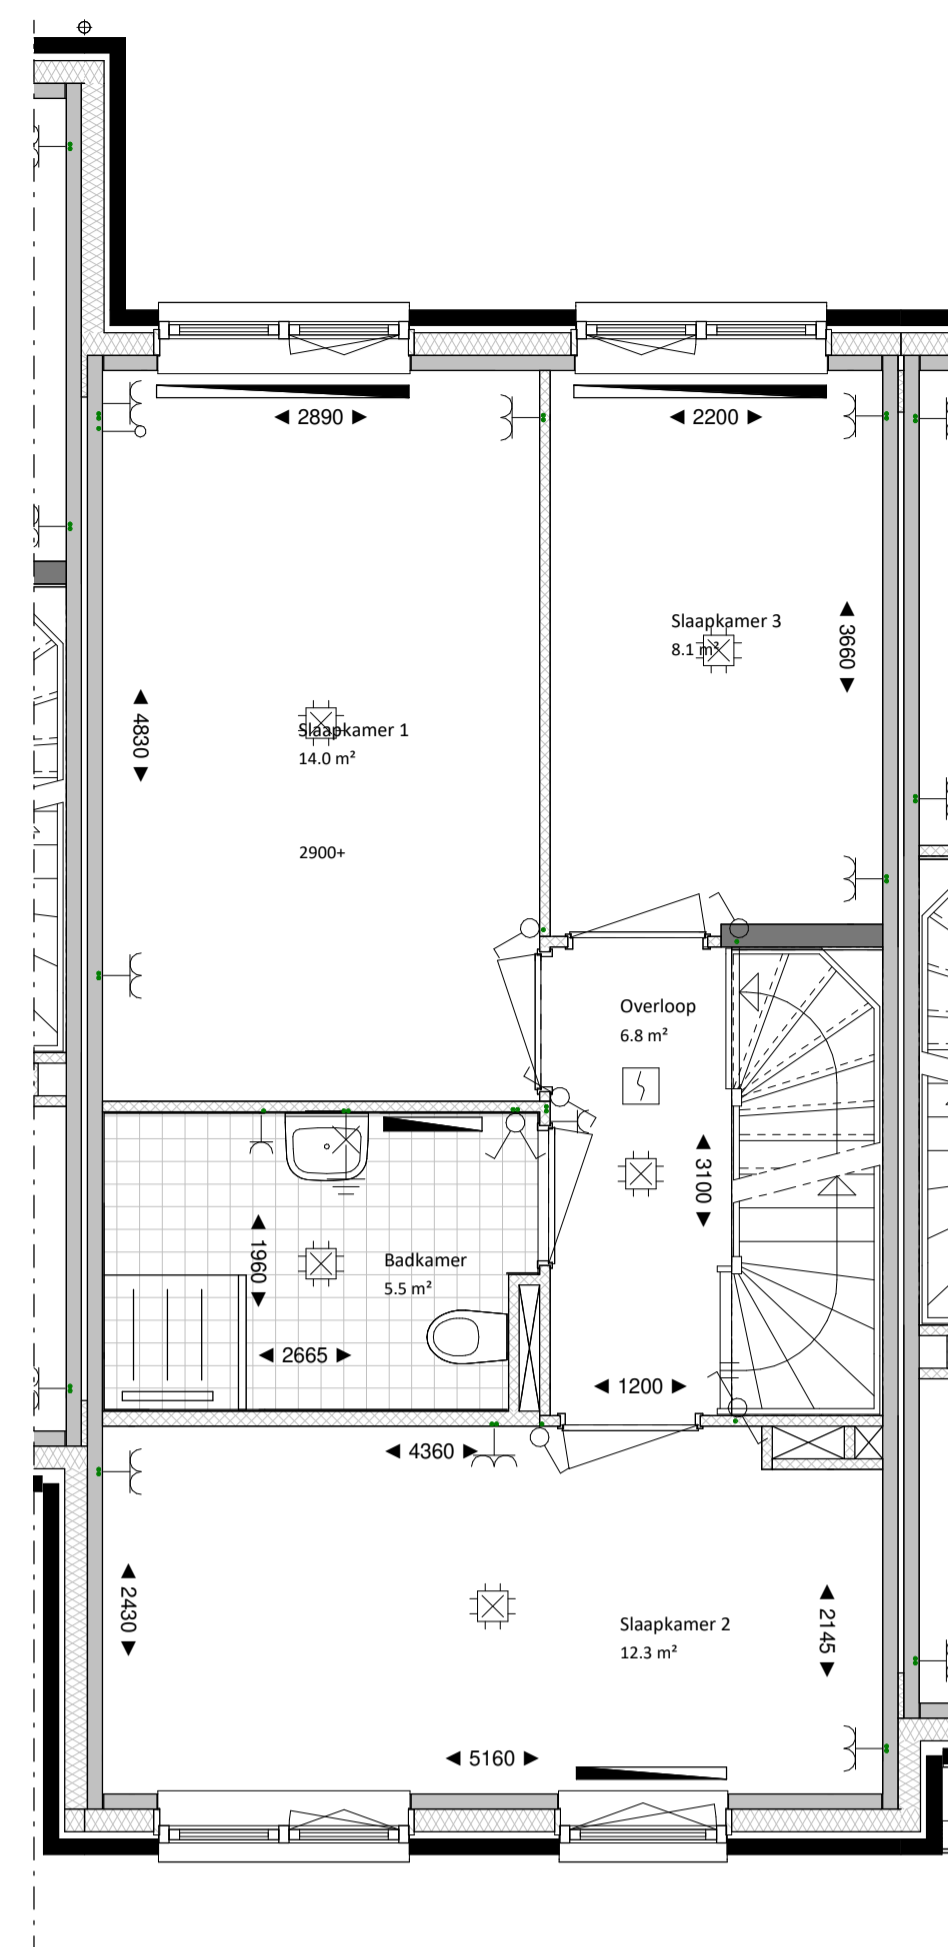 ◄ 2890 ►
◄ 2200 ►
Slaapkamer 3
8.1 m²
◄ 3660 ►
◄ 4830 ►
Slaapkamer 1
14.0 m²
2900+
Overloop
6.8 m²
◄ 3100 ►
◄ 1960 ►
Badkamer
5.5 m²
◄ 2665 ►
◄ 1200 ►
◄ 4360 ►
◄ 2430 ►
Slaapkamer 2
12.3 m²
◄ 2145 ►
◄ 5160 ►